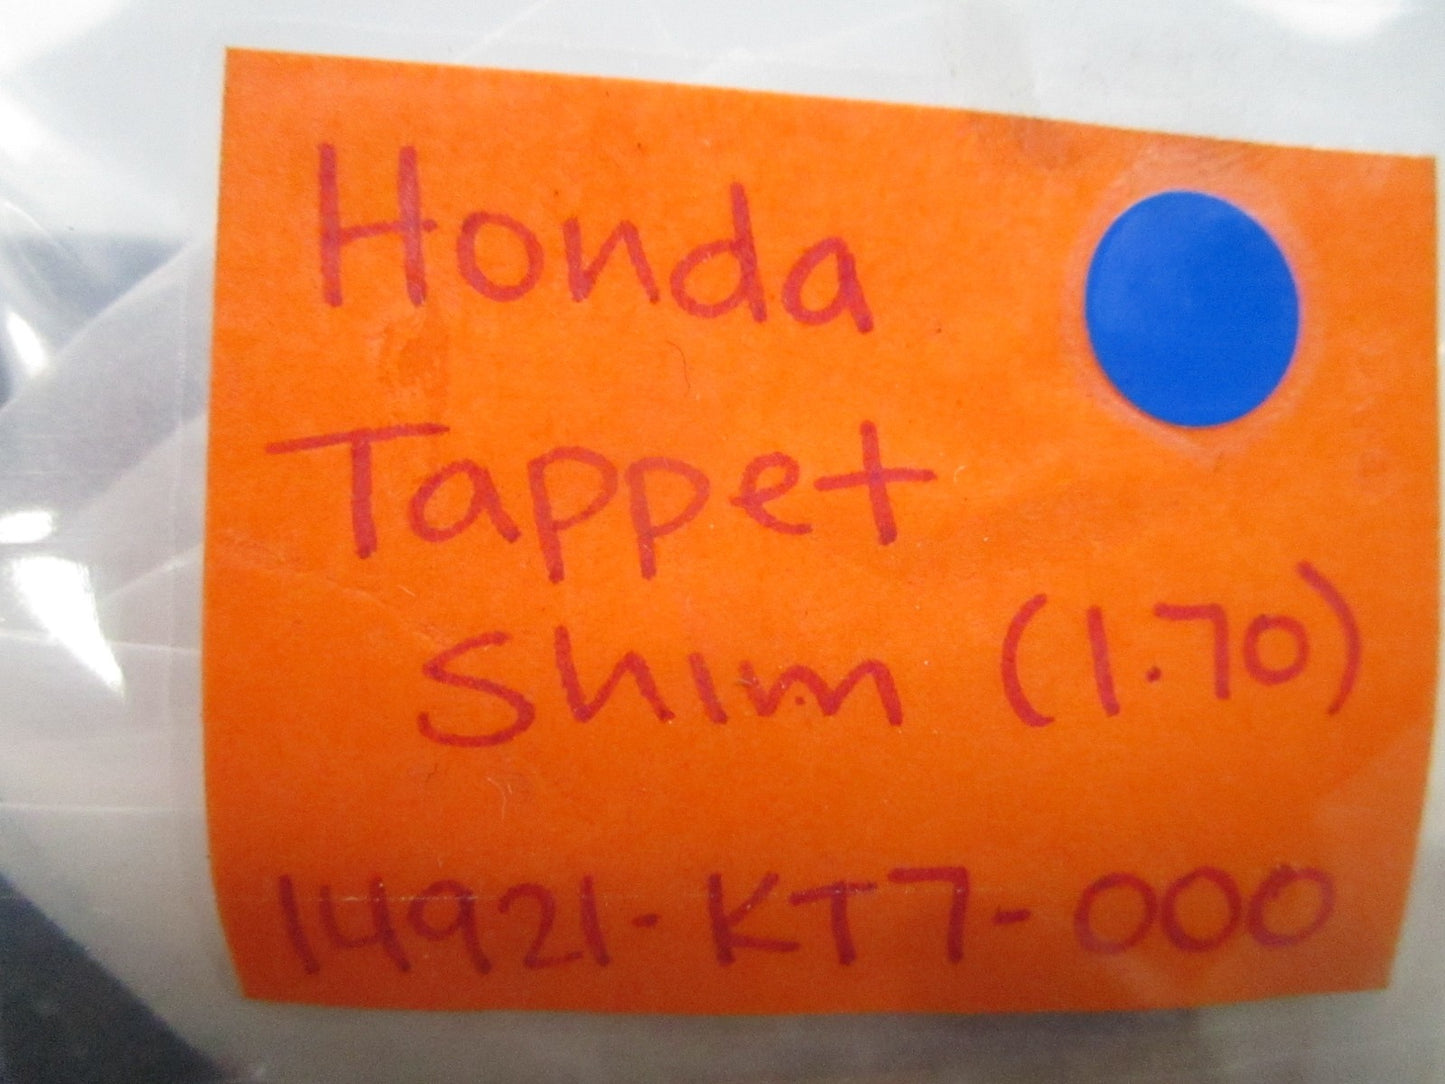 Honda
Tappet
Shim (1.70)
14921-KT7-000